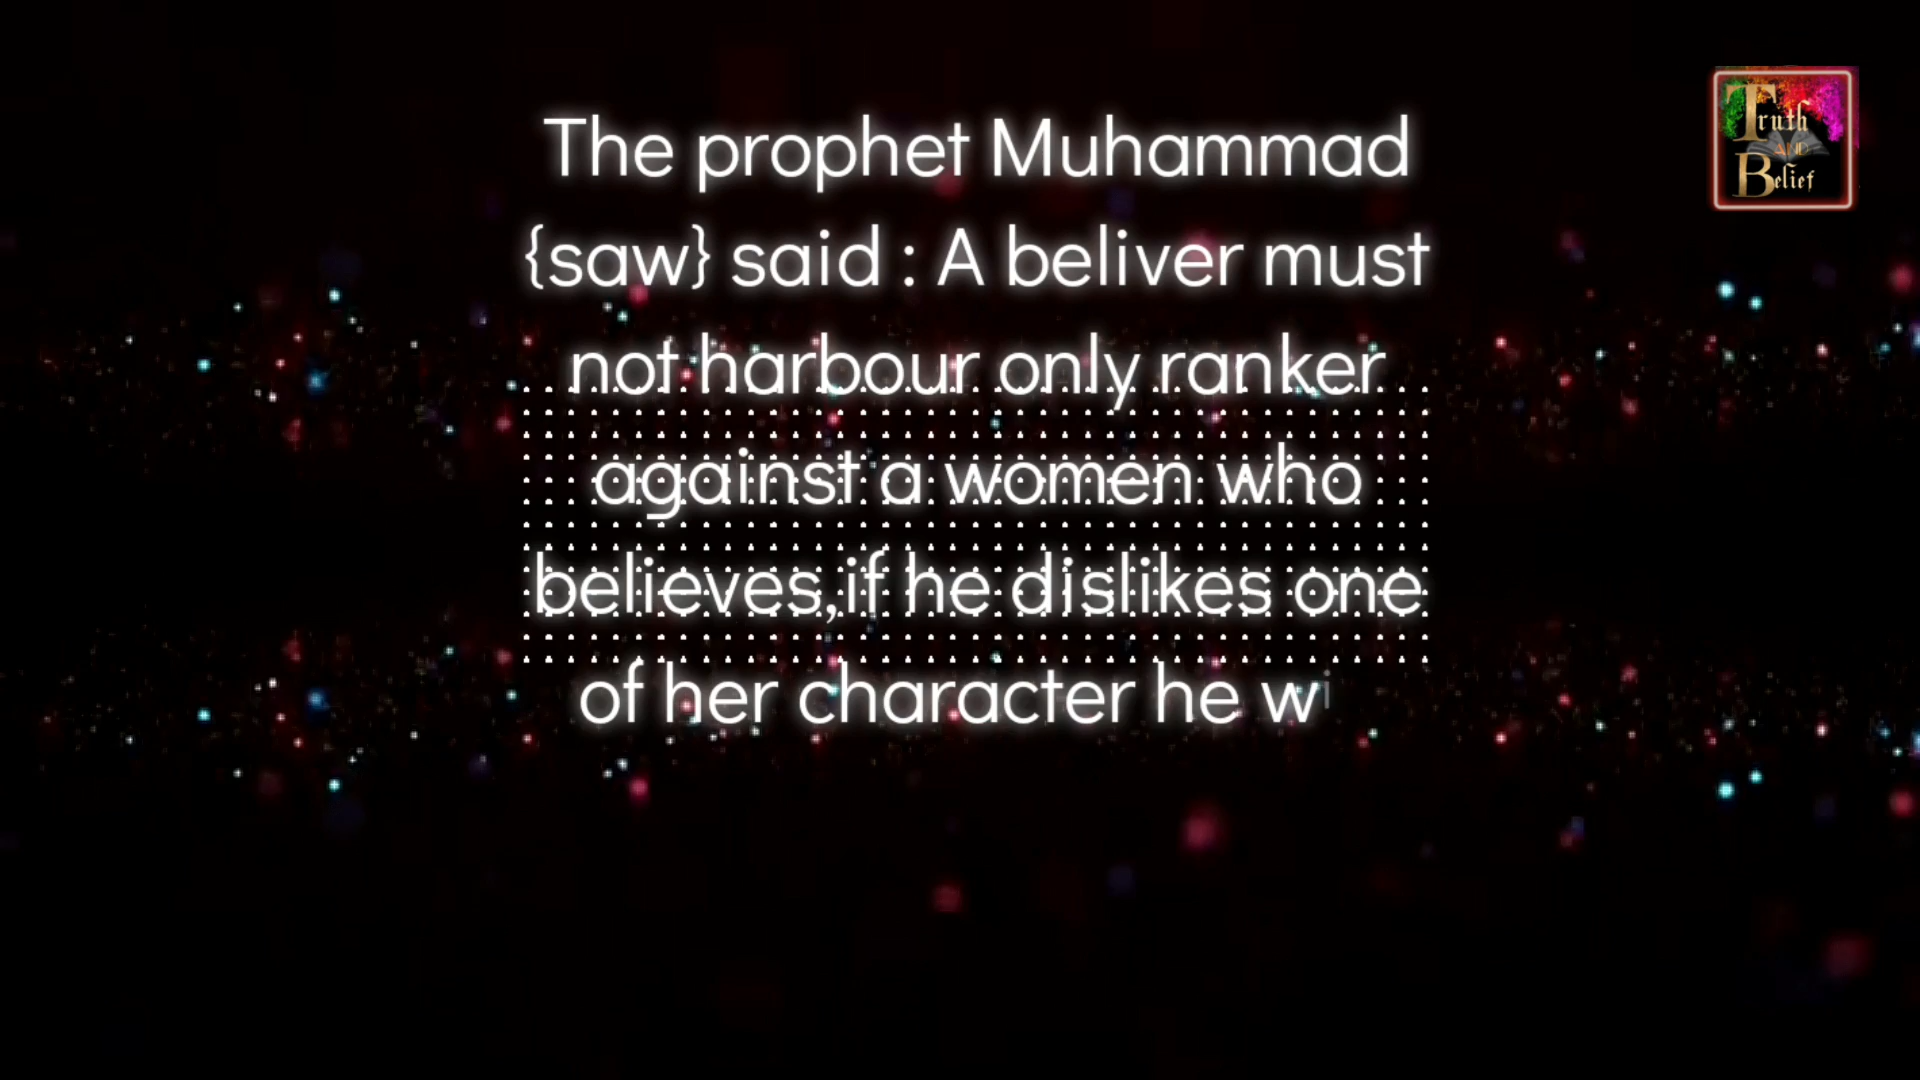 The prophet Muhammad
{saw} said : A beliver must
not harbour only ranker
against a women who
believes,if he dislikes one
of her character he wi
Truth
AND
Belief